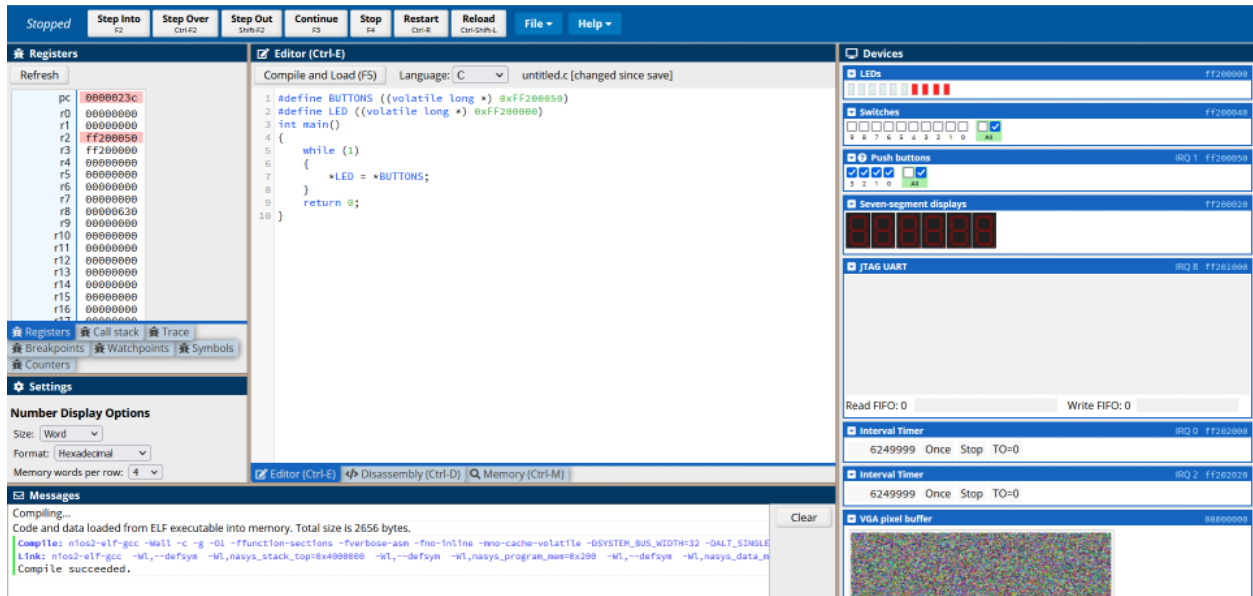 Stopped
Step Into
F2
Step Over
Ctrl-F2
Step Out
Shift-F2
Continue
F3
Stop
F4
Restart
Ctrl-R
Reload
Ctrl-Shift-L
File
Help
Registers
Refresh
pc 0000023c
r0 00000000
r1 00000000
r2 ff200050
r3 ff200000
r4 00000000
r5 00000000
r6 00000000
r7 00000000
r8 00000630
r9 00000000
r10 00000000
r11 00000000
r12 00000000
r13 00000000
r14 00000000
r15 00000000
r16 00000000
r17 00000000
Registers Call stack Trace
Breakpoints Watchpoints Symbols
Counters
Settings
Number Display Options
Size: Word
Format: Hexadecimal
Memory words per row: 4
Editor (Ctrl-E)
Compile and Load (F5) Language: C untitled.c [changed since save]
1 #define BUTTONS ((volatile long *) 0xFF200050)
2 #define LED ((volatile long *) 0xFF200000)
3 int main()
4 {
5 while (1)
6 {
7 *LED = *BUTTONS;
8 }
9 return 0;
10 }
Editor (Ctrl-E) Disassembly (Ctrl-D) Memory (Ctrl-M)
Messages
Clear
Compiling...
Code and data loaded from ELF executable into memory. Total size is 2656 bytes.
Compile: nios2-elf-gcc -Wall -c -g -O1 -ffunction-sections -fverbose-asm -fno-inline -mno-cache-volatile -DSYSTEM_BUS_WIDTH=32 -DALT_SINGLE
Link: nios2-elf-gcc -Wl,--defsym -Wl,nasys_stack_top=0x4000000 -Wl,--defsym -Wl,nasys_program_mem=0x200 -Wl,--defsym -Wl,nasys_data_m
Compile succeeded.
Devices
LEDs ff200000
Switches ff200040
9 8 7 6 5 4 3 2 1 0 All
Push buttons IRQ 1 ff200050
3 2 1 0 All
Seven-segment displays ff200020
JTAG UART IRQ 8 ff201000
Read FIFO: 0 Write FIFO: 0
Interval Timer IRQ 0 ff202000
6249999 Once Stop TO=0
Interval Timer IRQ 2 ff202020
6249999 Once Stop TO=0
VGA pixel buffer 08000000